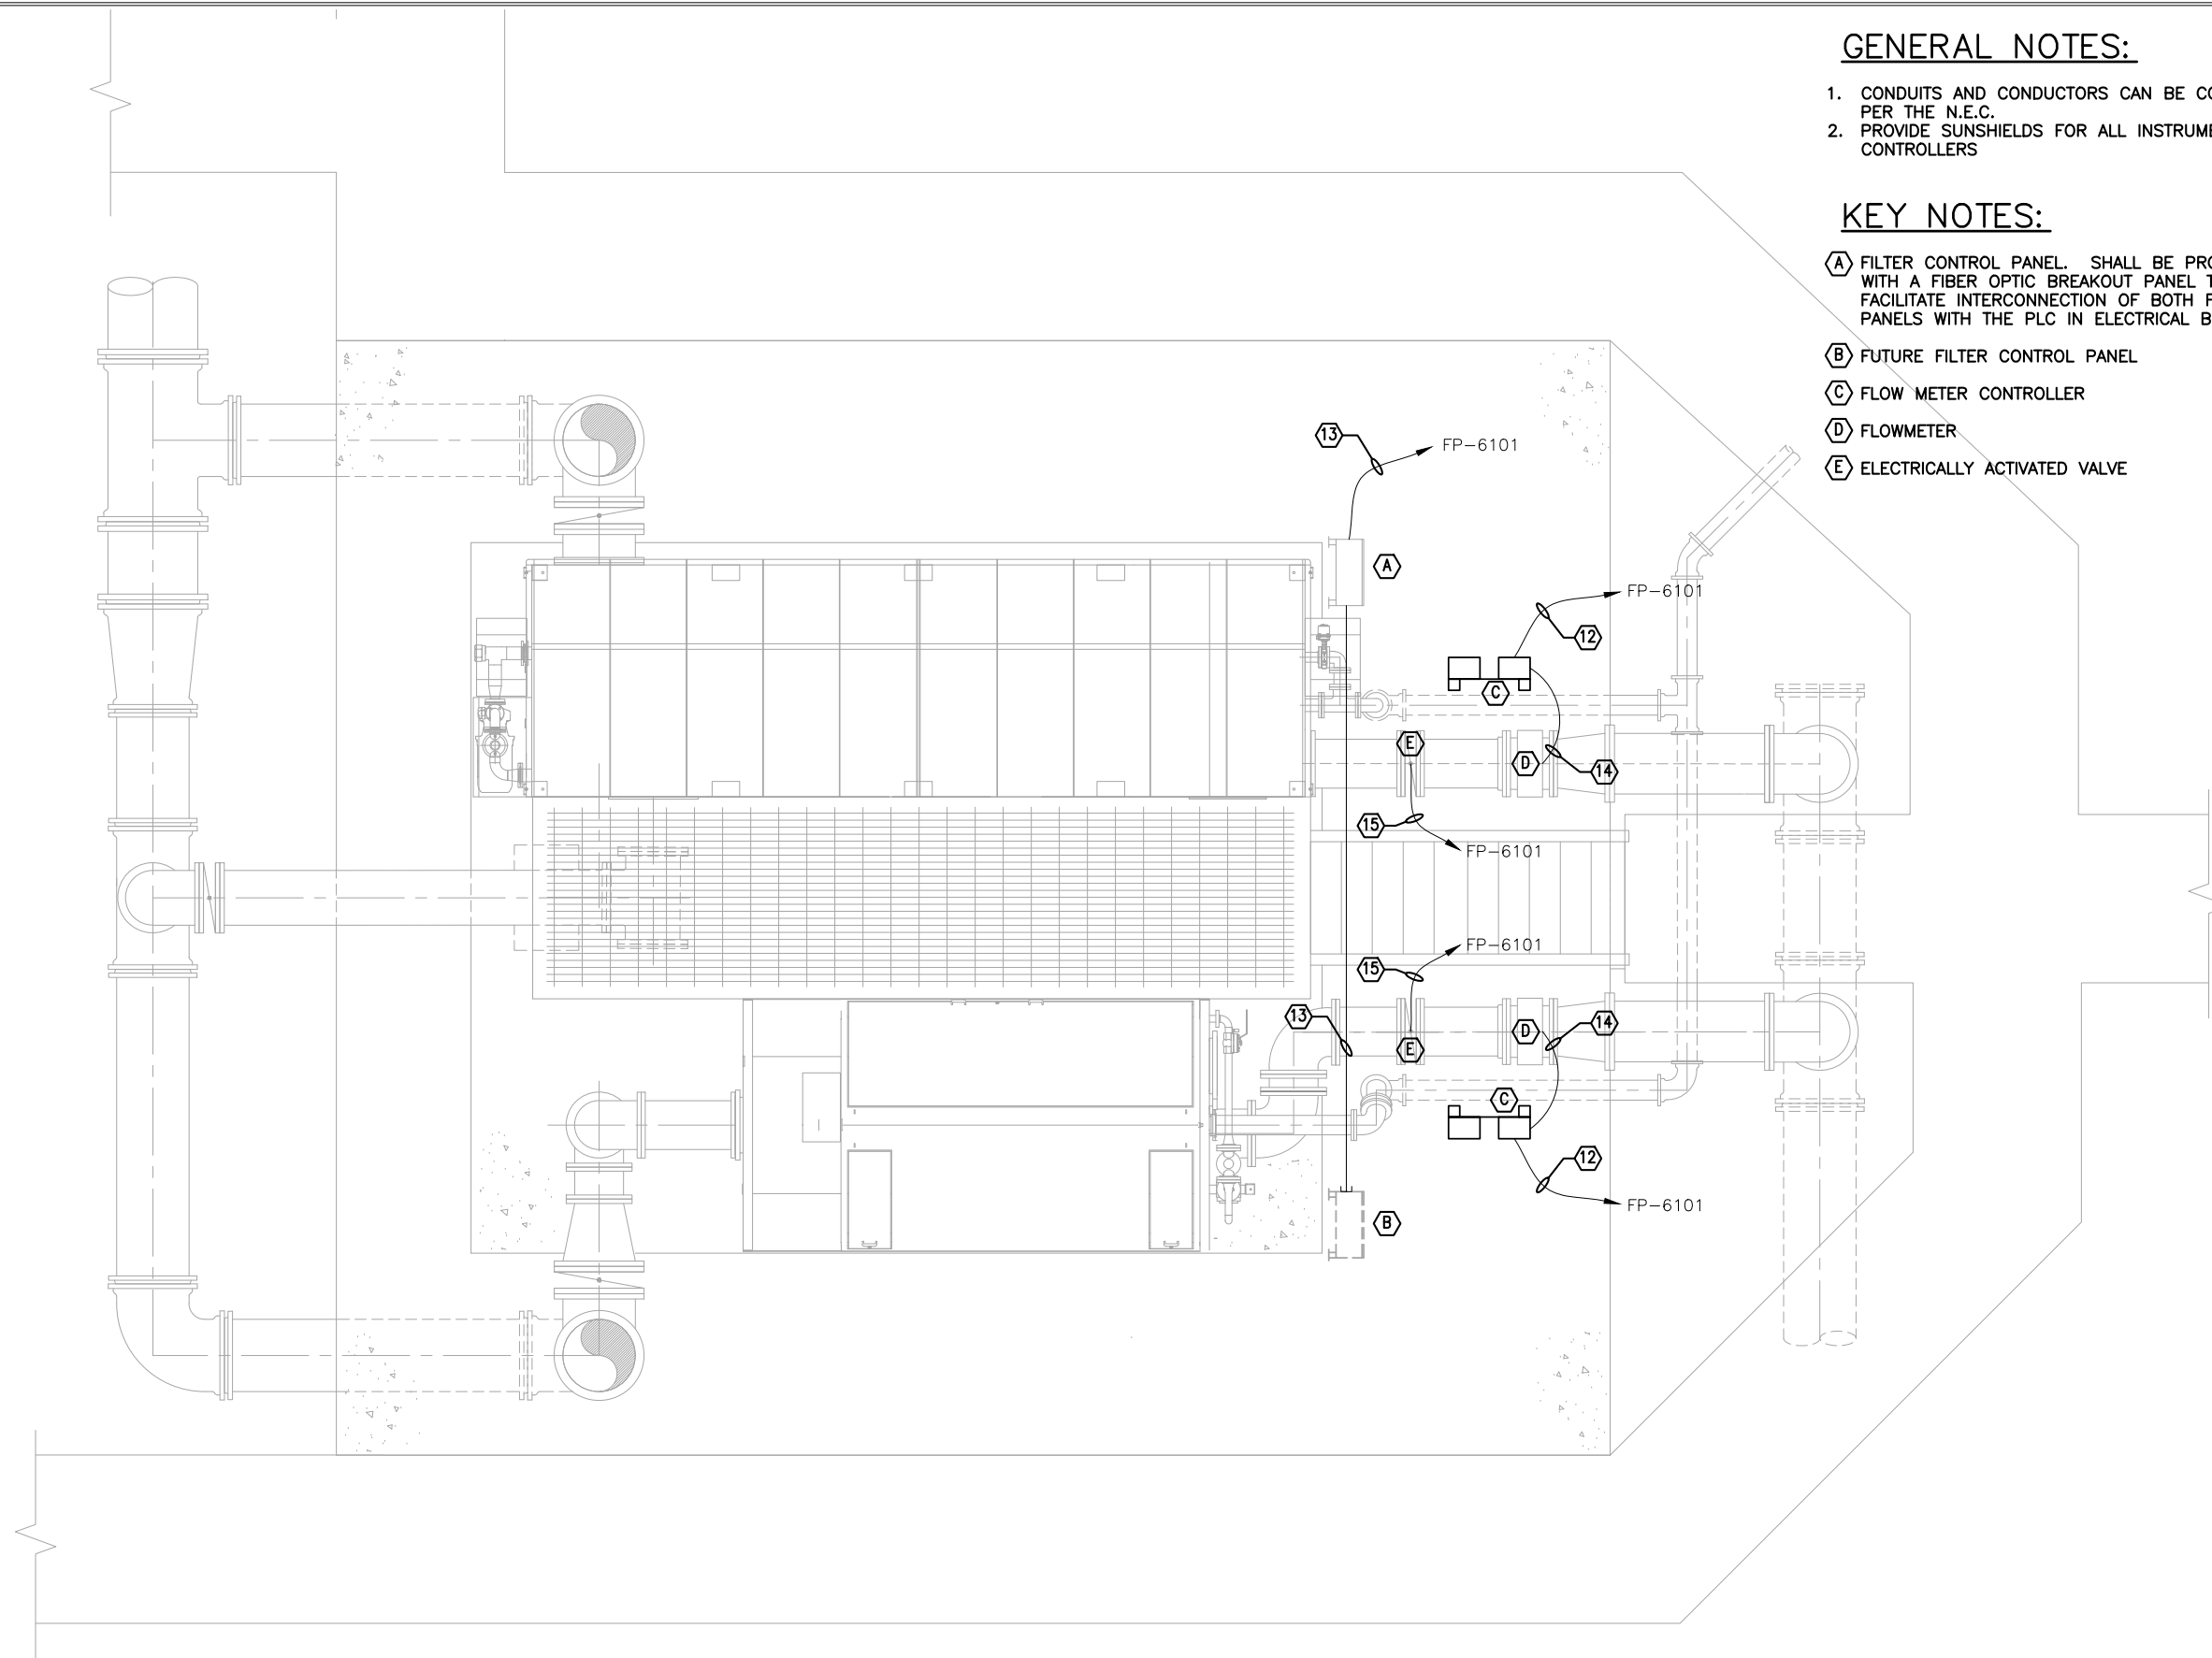 GENERAL NOTES:
1. CONDUITS AND CONDUCTORS CAN BE
PER THE N.E.C.
2. PROVIDE SUNSHIELDS FOR ALL
CONTROLLERS
KEY NOTES:
A FILTER CONTROL PANEL. SHALL BE
WITH A FIBER OPTIC BREAKOUT PANEL
FACILITATE INTERCONNECTION OF BOTH
PANELS WITH THE PLC IN ELECTRICAL
B FUTURE FILTER CONTROL PANEL
C FLOW METER CONTROLLER
D FLOWMETER
E ELECTRICALLY ACTIVATED VALVE
13
FP-6101
A
FP-6101
12
C
E
D
14
15
FP-6101
FP-6101
15
13
D
14
E
C
12
FP-6101
B